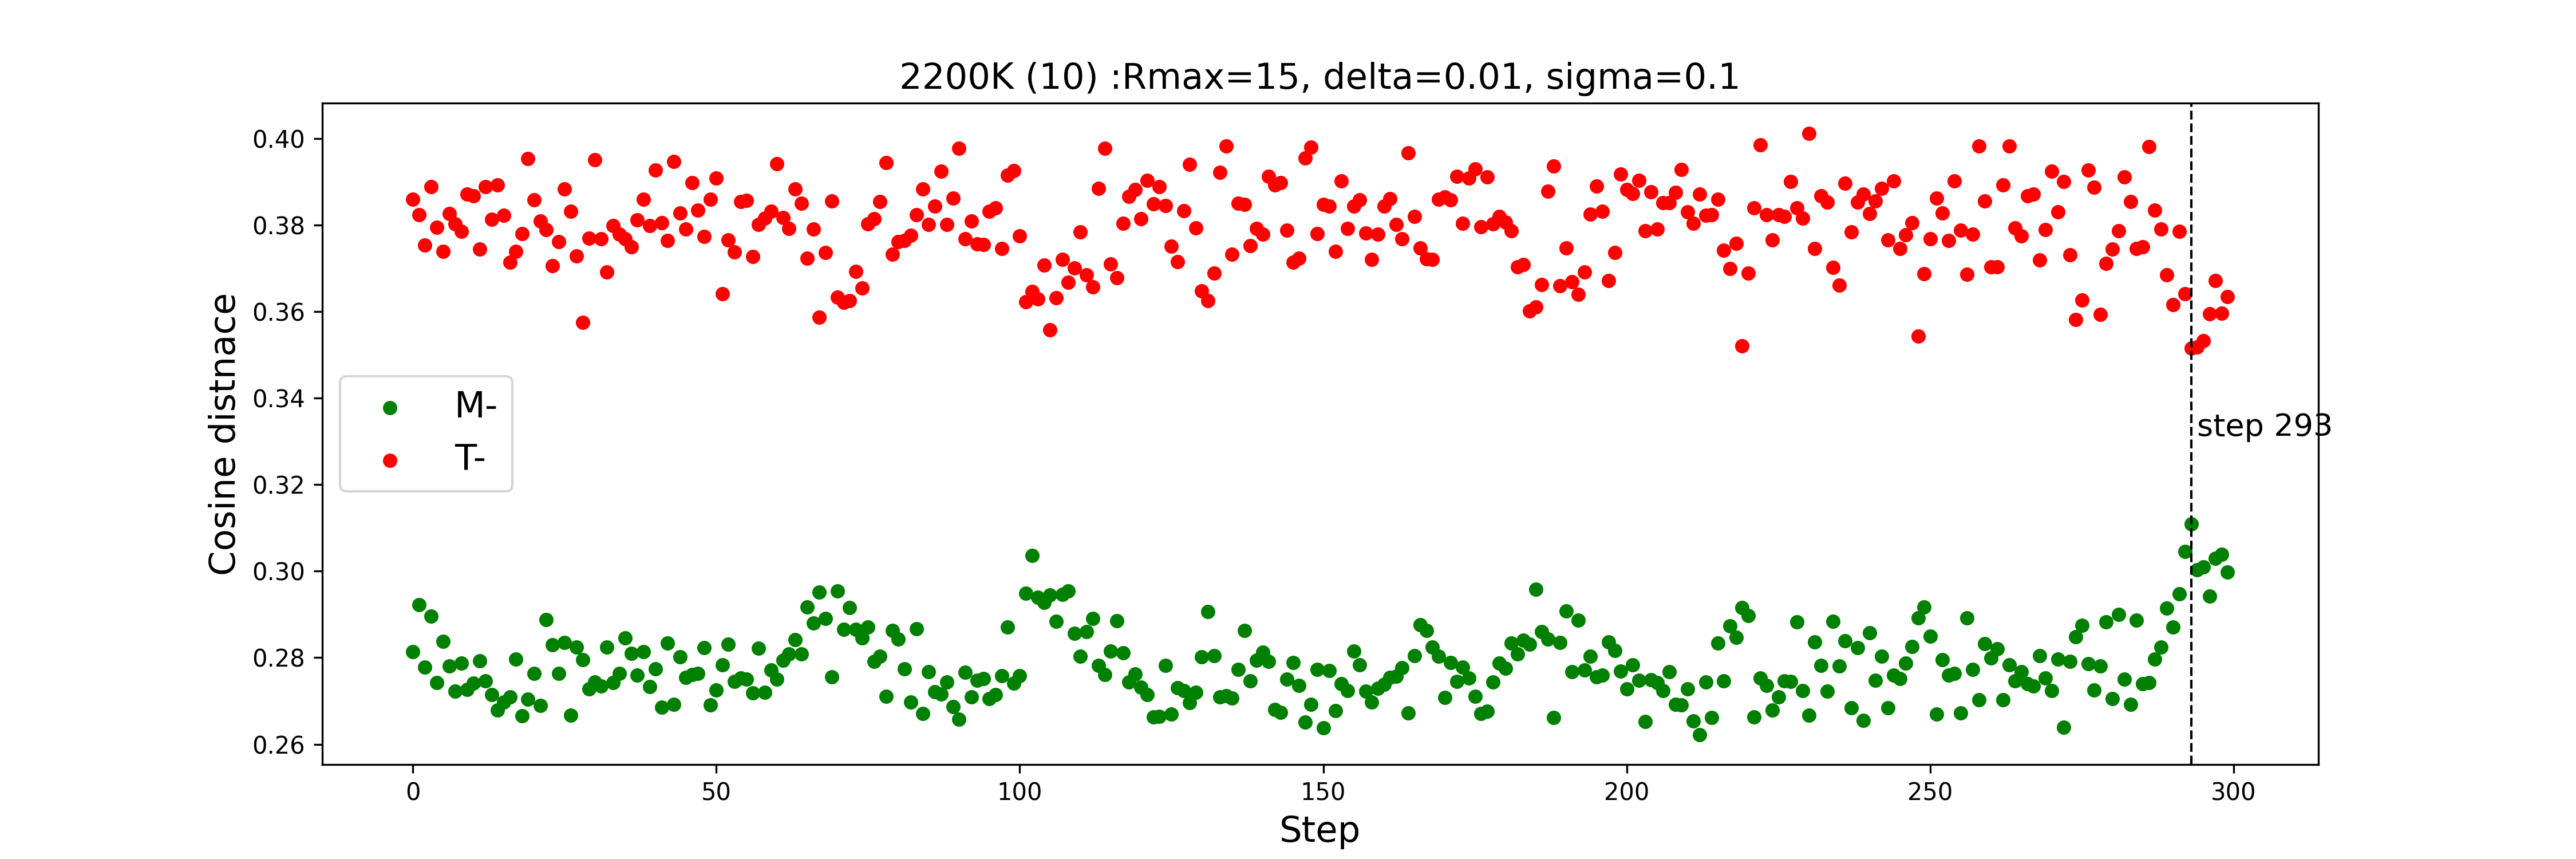 2200K (10) :Rmax=15, delta=0.01, sigma=0.1
Cosine distnace
0.40
0.38
0.36
0.34
0.32
0.30
0.28
0.26
M-
T-
step 293
0 50 100 150 200 250 300
Step